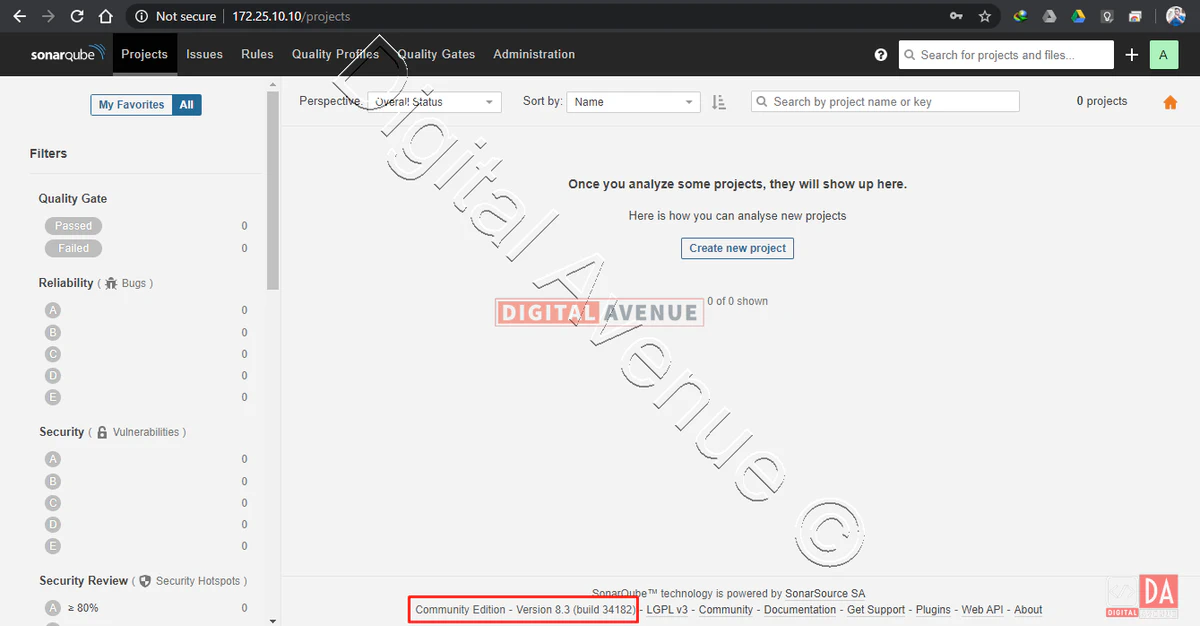 Not secure 172.25.10.10/projects
sonarqube Projects Issues Rules Quality Profiles Quality Gates Administration Search for projects and files... A
My Favorites All
Perspective: Overall Status Sort by: Name Search by project name or key 0 projects
Filters
Quality Gate
Passed 0
Failed 0
Reliability ( Bugs )
A 0
B 0
C 0
D 0
E 0
Security ( Vulnerabilities )
A 0
B 0
C 0
D 0
E 0
Security Review ( Security Hotspots )
A ≥ 80% 0
Once you analyze some projects, they will show up here.
Here is how you can analyse new projects
Create new project
0 of 0 shown
DIGITAL AVENUE
Digital Avenue ©
SonarQube™ technology is powered by SonarSource SA
Community Edition - Version 8.3 (build 34182) - LGPL v3 - Community - Documentation - Get Support - Plugins - Web API - About
DA
DIGITAL